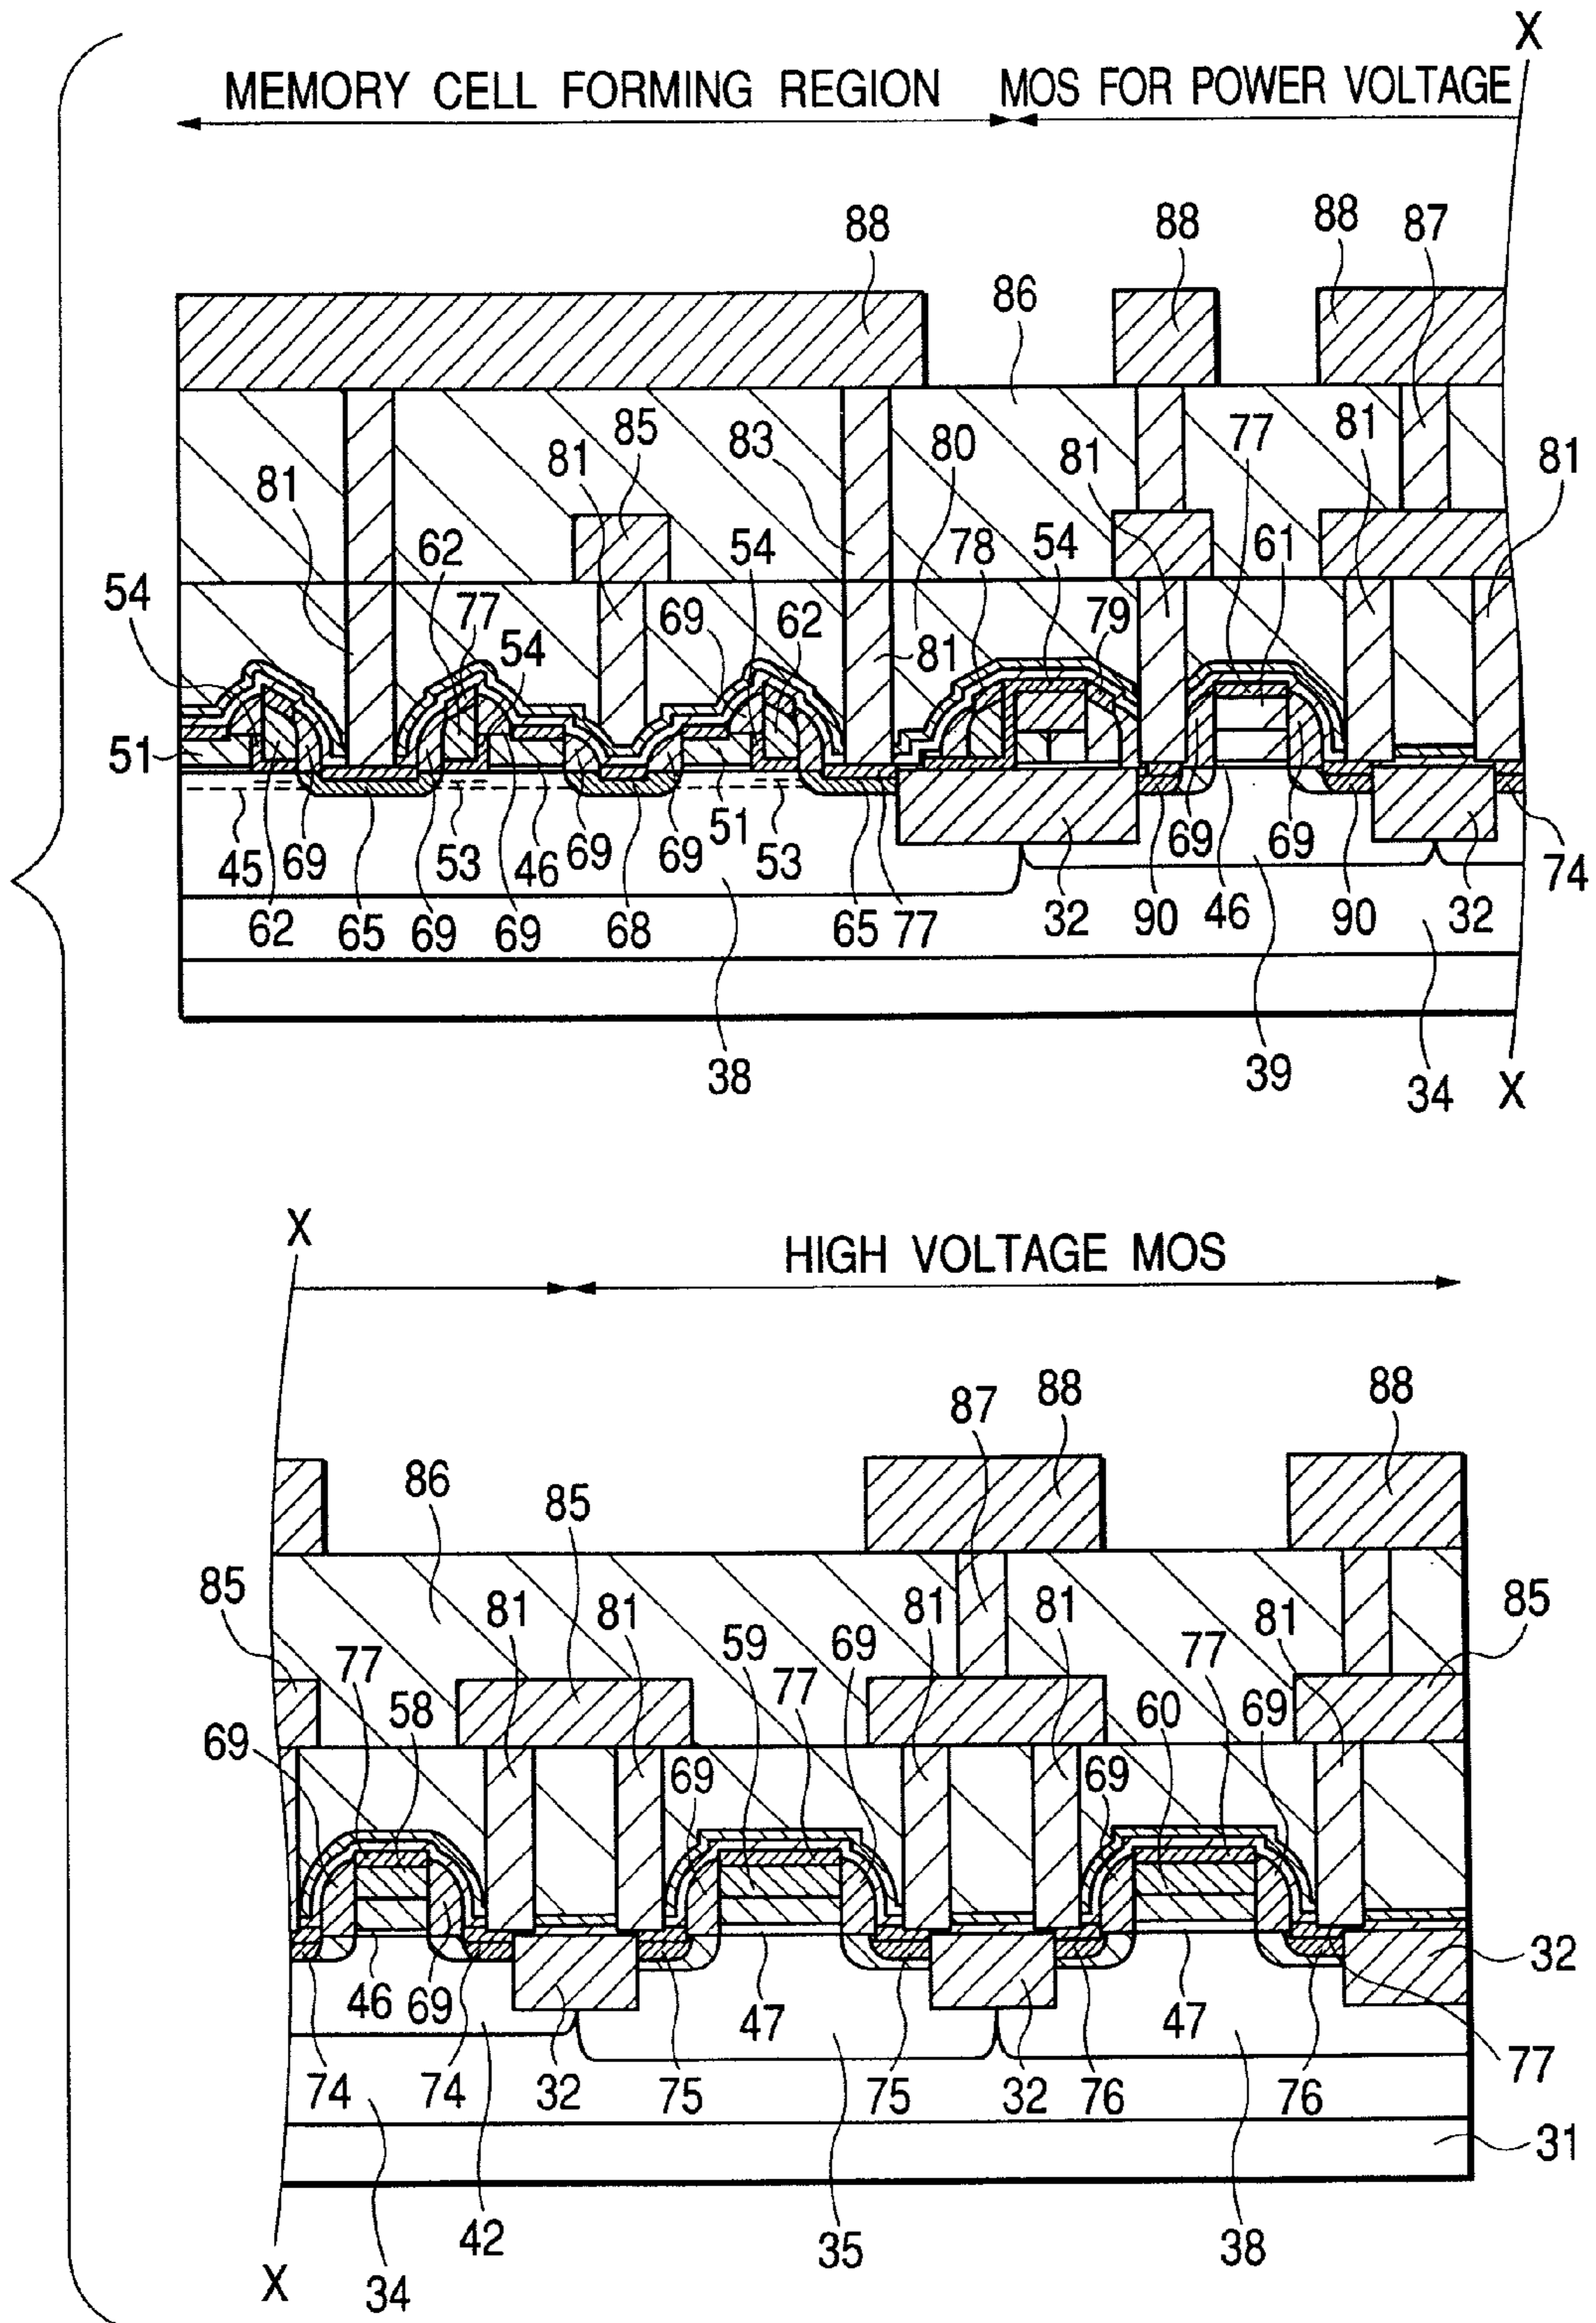 X
MEMORY CELL FORMING REGION MOS FOR POWER VOLTAGE
88 88 88 87
86
81 81 85 83 80 81 77 81 81
54 62 77 54 69 54 62 81 78 54 79 61
51
45 69 53 46 69 69 51 53 69 69 74
62 65 69 69 68 65 77 32 90 46 90 32
38 39 34 X
X
HIGH VOLTAGE MOS
87 88 88
86 85
85 81 81 81 81 81 85
77 58 59 77 69 60 77
69 69 69 69
46 69 47 47 32
74 74 32 75 75 32 76 76 77
31
42 35 38
X 34